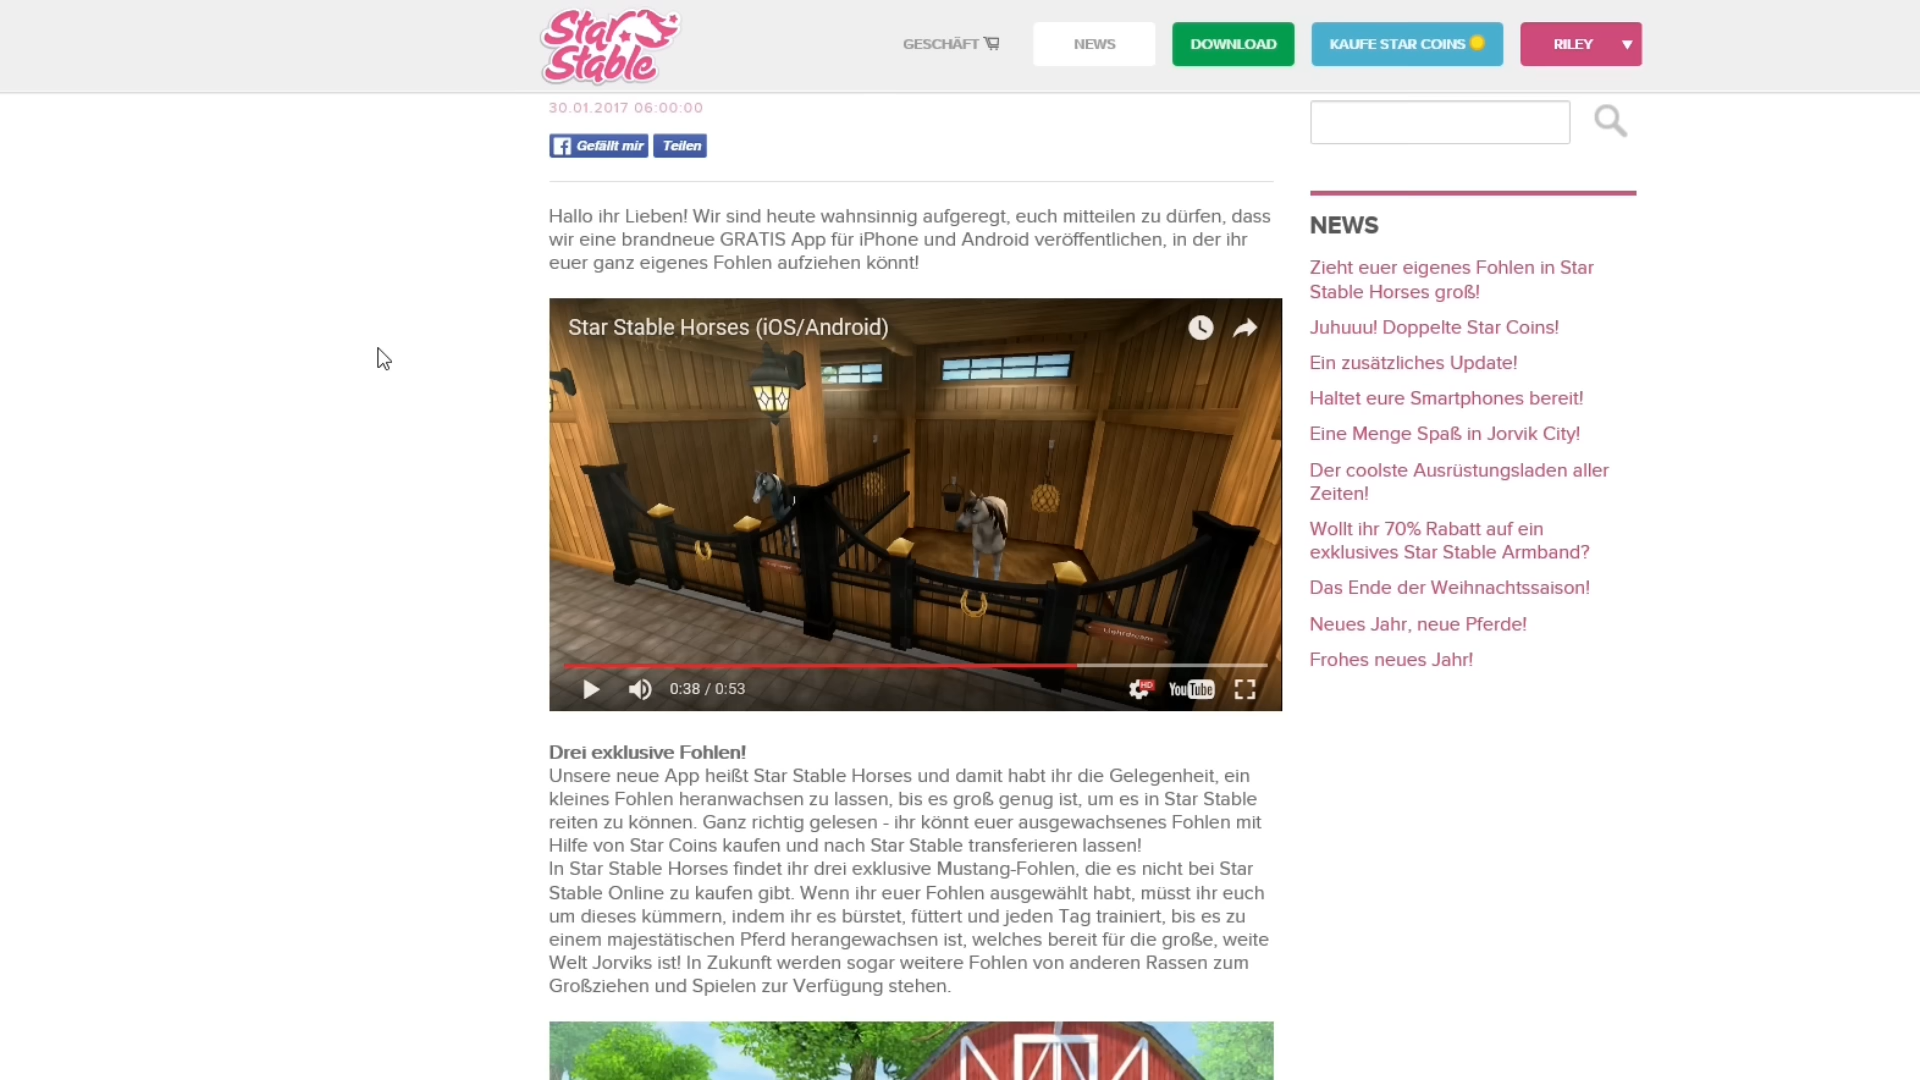 Star Stable
GESCHÄFT
NEWS
DOWNLOAD
KAUFE STAR COINS
RILEY
30.01.2017 06:00:00
Gefällt mir
Teilen
Hallo ihr Lieben! Wir sind heute wahnsinnig aufgeregt, euch mitteilen zu dürfen, dass
wir eine brandneue GRATIS App für iPhone und Android veröffentlichen, in der ihr
euer ganz eigenes Fohlen aufziehen könnt!
Star Stable Horses (iOS/Android)
0:38 / 0:53
HD
YouTube
Drei exklusive Fohlen!
Unsere neue App heißt Star Stable Horses und damit habt ihr die Gelegenheit, ein
kleines Fohlen heranwachsen zu lassen, bis es groß genug ist, um es in Star Stable
reiten zu können. Ganz richtig gelesen - ihr könnt euer ausgewachsenes Fohlen mit
Hilfe von Star Coins kaufen und nach Star Stable transferieren lassen!
In Star Stable Horses findet ihr drei exklusive Mustang-Fohlen, die es nicht bei Star
Stable Online zu kaufen gibt. Wenn ihr euer Fohlen ausgewählt habt, müsst ihr euch
um dieses kümmern, indem ihr es bürstet, füttert und jeden Tag trainiert, bis es zu
einem majestätischen Pferd herangewachsen ist, welches bereit für die große, weite
Welt Jorviks ist! In Zukunft werden sogar weitere Fohlen von anderen Rassen zum
Großziehen und Spielen zur Verfügung stehen.
NEWS
Zieht euer eigenes Fohlen in Star
Stable Horses groß!
Juhuuu! Doppelte Star Coins!
Ein zusätzliches Update!
Haltet eure Smartphones bereit!
Eine Menge Spaß in Jorvik City!
Der coolste Ausrüstungsladen aller
Zeiten!
Wollt ihr 70% Rabatt auf ein
exklusives Star Stable Armband?
Das Ende der Weihnachtssaison!
Neues Jahr, neue Pferde!
Frohes neues Jahr!